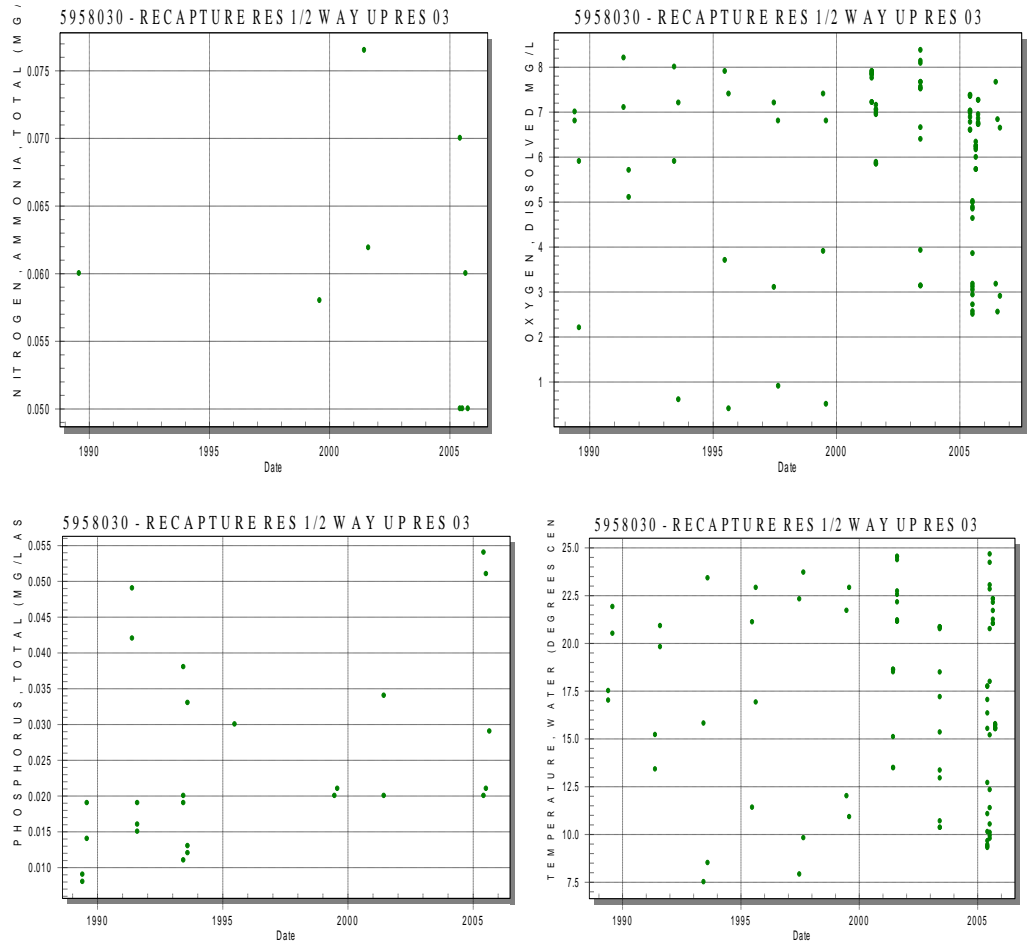 5958030 - RECAPTURE RES 1/2 WAY UP RES 03
NITROGEN, AMMONIA, TOTAL (MG/
0.075
0.070
0.065
0.060
0.055
0.050
1990 1995 2000 2005
Date
5958030 - RECAPTURE RES 1/2 WAY UP RES 03
OXYGEN, DISSOLVED MG/L
8
7
6
5
4
3
2
1
1990 1995 2000 2005
Date
5958030 - RECAPTURE RES 1/2 WAY UP RES 03
PHOSPHORUS, TOTAL (MG/L AS
0.055
0.050
0.045
0.040
0.035
0.030
0.025
0.020
0.015
0.010
1990 1995 2000 2005
Date
5958030 - RECAPTURE RES 1/2 WAY UP RES 03
TEMPERATURE, WATER (DEGREES CEN
25.0
22.5
20.0
17.5
15.0
12.5
10.0
7.5
1990 1995 2000 2005
Date